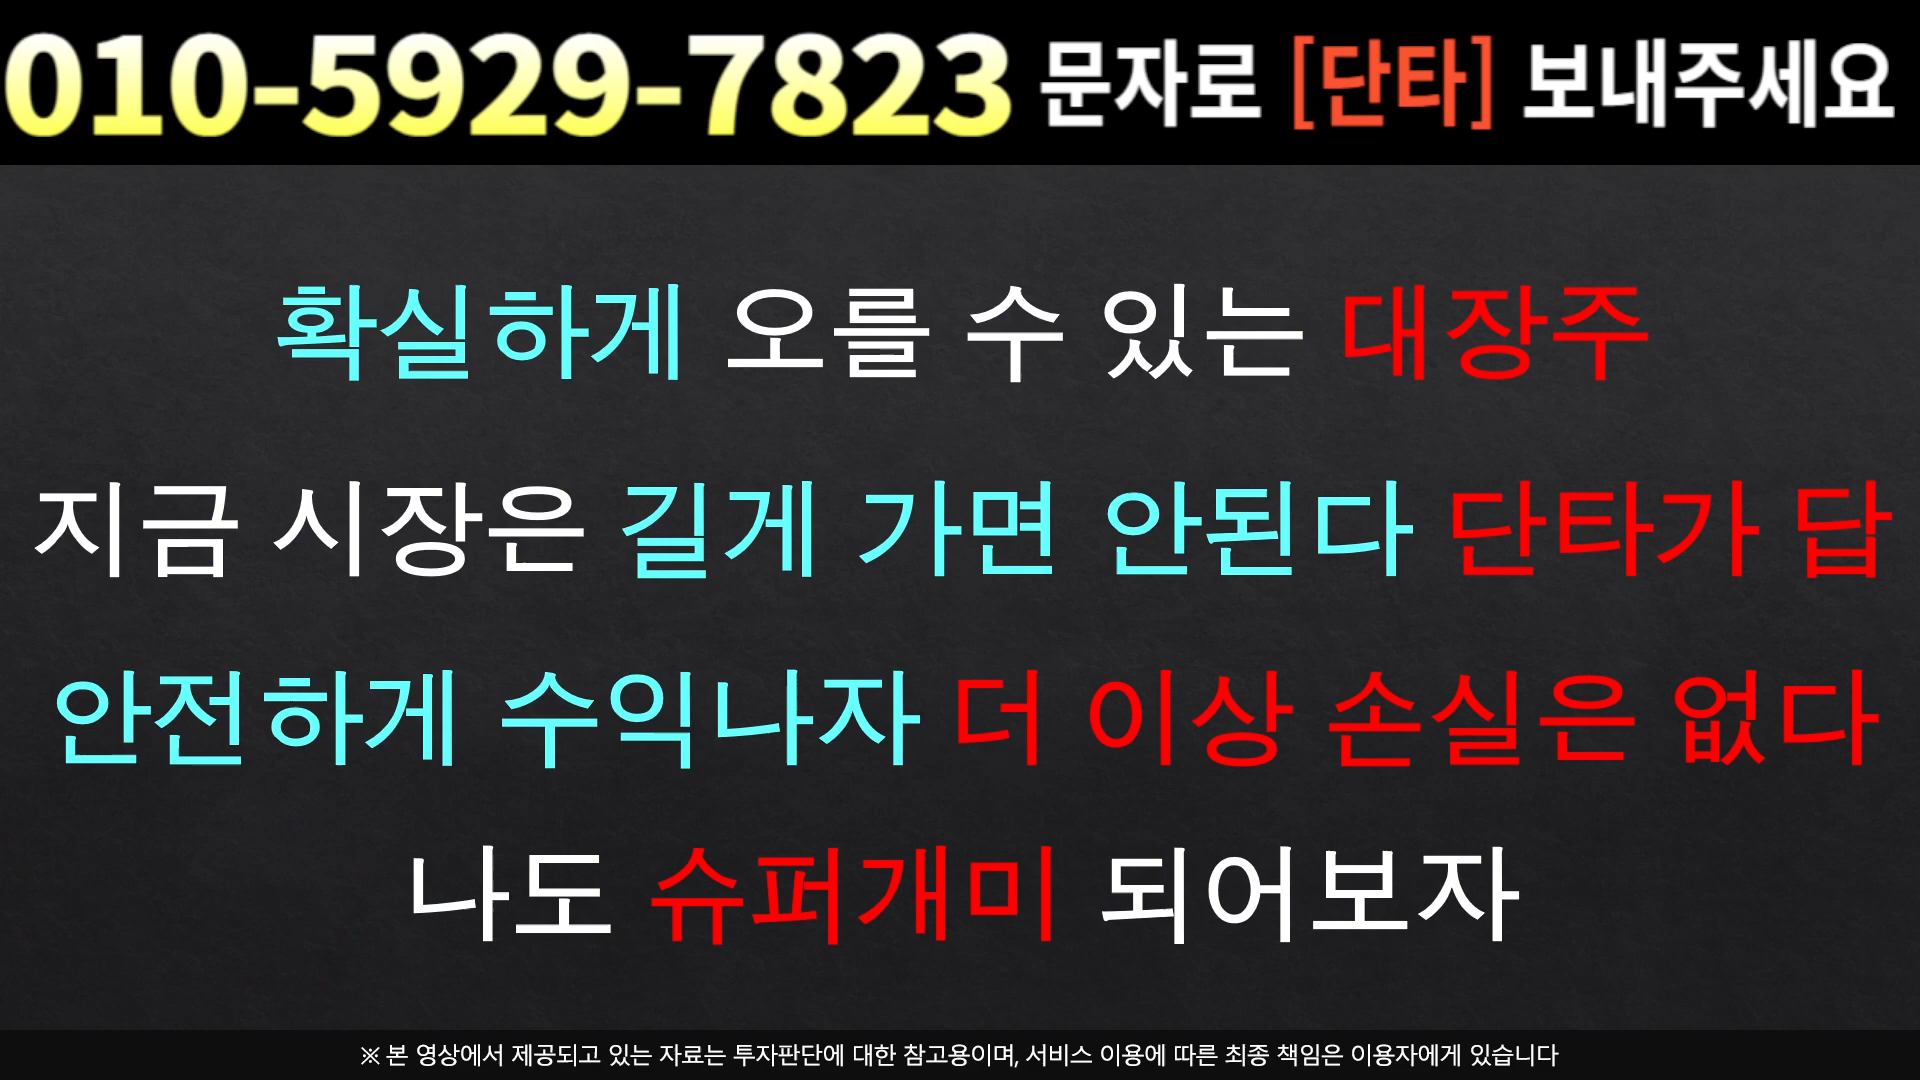 010-5929-7823 문자로 [단타] 보내주세요
확실하게 오를 수 있는 대장주
지금 시장은 길게 가면 안된다 단타가 답
안전하게 수익나자 더 이상 손실은 없다
나도 슈퍼개미 되어보자
※ 본 영상에서 제공되고 있는 자료는 투자판단에 대한 참고용이며, 서비스 이용에 따른 최종 책임은 이용자에게 있습니다